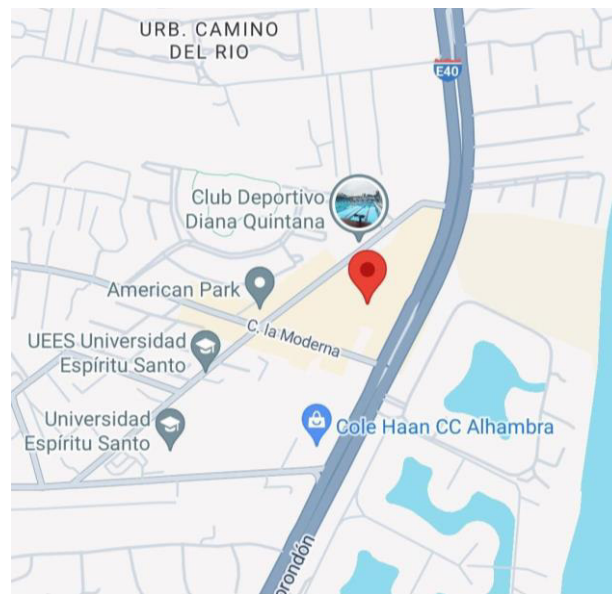 URB. CAMINO
DEL RIO
E40
Club Deportivo
Diana Quintana
American Park
C. la Moderna
UEES Universidad
Espíritu Santo
Universidad
Espíritu Santo
Cole Haan CC Alhambra
orondón